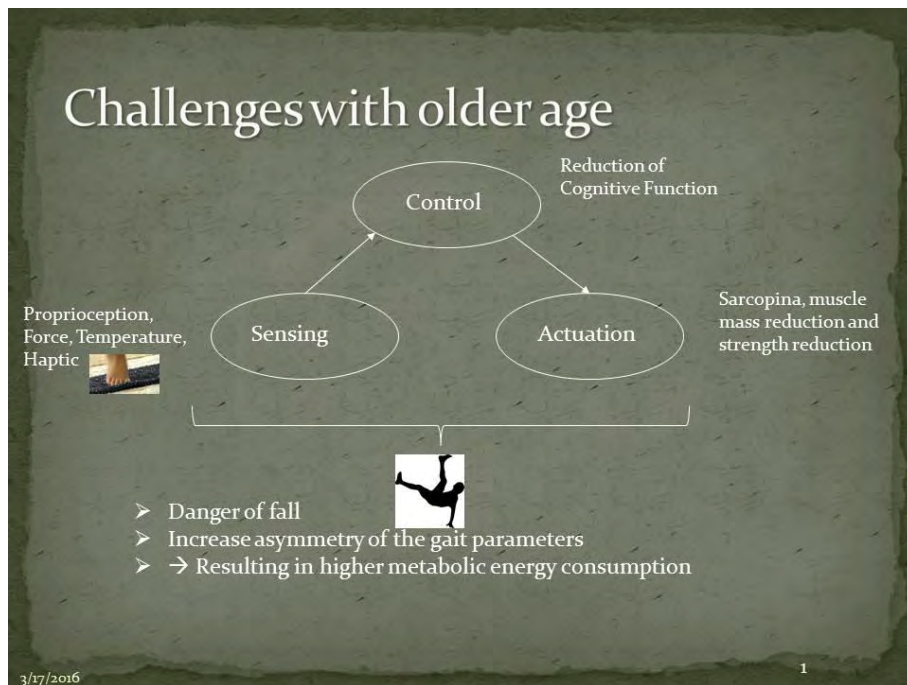 Challenges with older age
Reduction of
Cognitive Function
Control
Proprioception,
Force, Temperature,
Haptic
Sensing
Actuation
Sarcopina, muscle
mass reduction and
strength reduction
➢ Danger of fall
➢ Increase asymmetry of the gait parameters
➢ → Resulting in higher metabolic energy consumption
3/17/2016
1